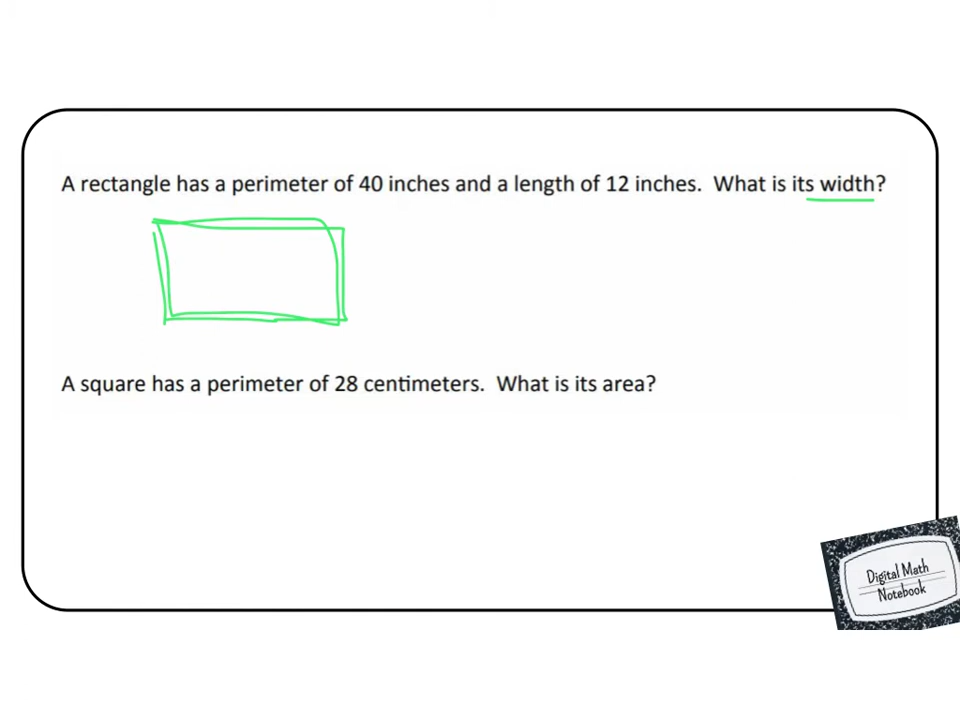 A rectangle has a perimeter of 40 inches and a length of 12 inches.  What is its width?
A square has a perimeter of 28 centimeters.  What is its area?
Digital Math
Notebook